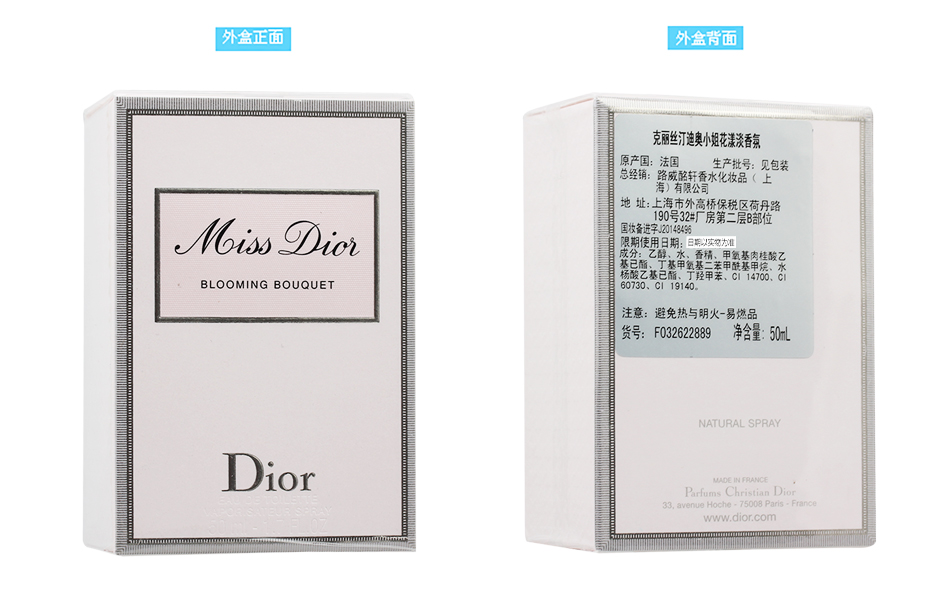 外盒正面
Miss Dior
BLOOMING BOUQUET
Dior
外盒背面
克丽丝汀迪奥小姐花漾淡香氛
原产国：法国 生产批号：见包装
总经销：路威酩轩香水化妆品（ 上
海）有限公司
地 址：上海市外高桥保税区荷丹路
190号32#厂房第二层B部位
国妆备进字J20148496
限期使用日期：日期以实物为准
成分：乙醇、水、香精、甲氧基肉桂酸乙
基已酯、丁基甲氧基二苯甲酰基甲烷、水
杨酸乙基已酯、丁羟甲苯、CI 14700、CI
60730、CI 19140。
注意：避免热与明火-易燃品
货号：F032622889 净含量：50mL
NATURAL SPRAY
MADE IN FRANCE
Parfums Christian Dior
33, avenue Hoche - 75008 Paris - France
www.dior.com